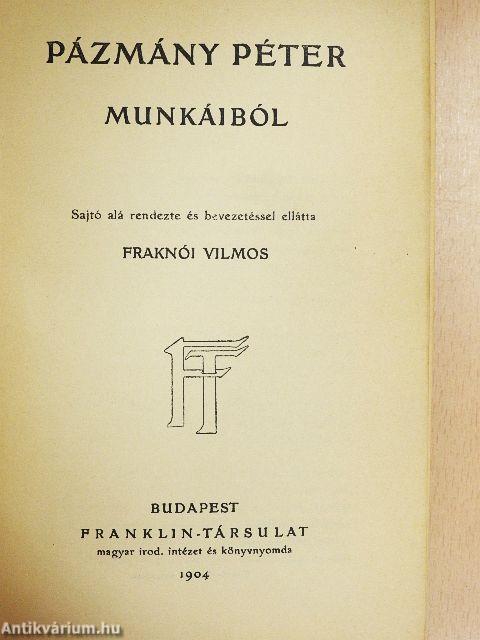 PÁZMÁNY PÉTER
MUNKÁIBÓL
Sajtó alá rendezte és bevezetéssel ellátta
FRAKNÓI VILMOS
FT
BUDAPEST
FRANKLIN-TÁRSULAT
magyar irod. intézet és könyvnyomda
1904
Antikvárium.hu